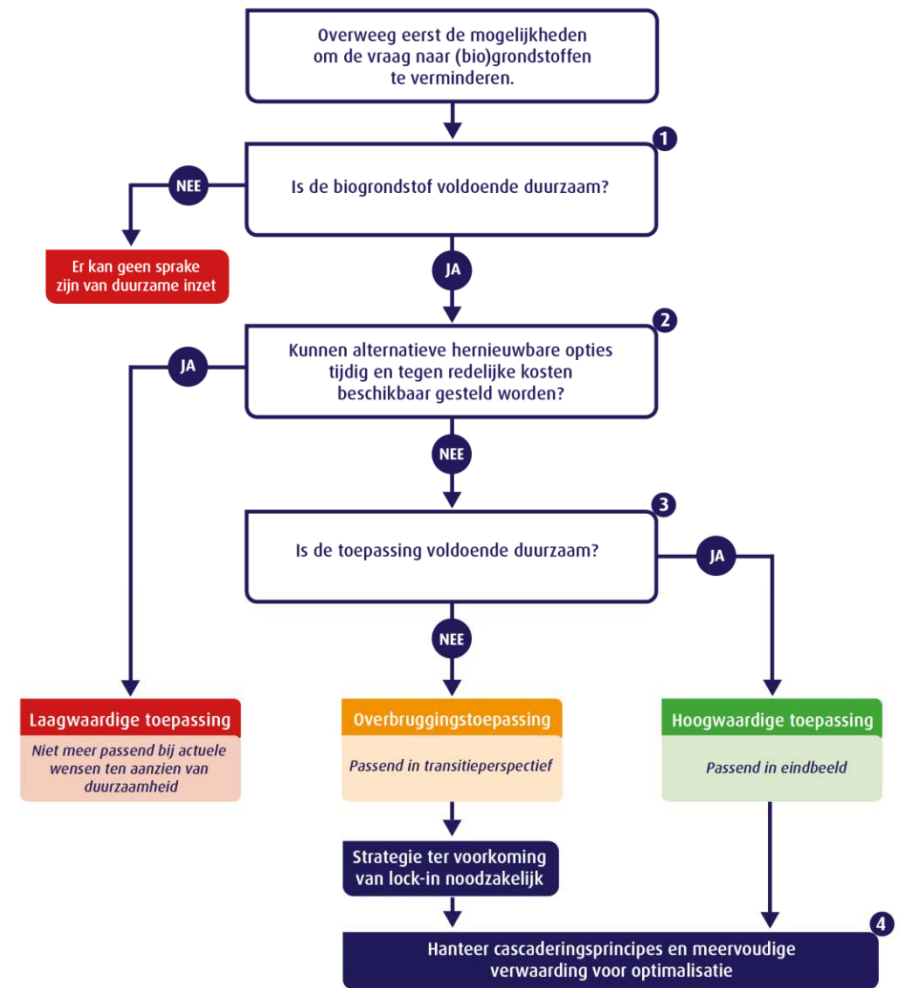 Overweeg eerst de mogelijkheden
om de vraag naar (bio)grondstoffen
te verminderen.
1
Is de biogrondstof voldoende duurzaam?
NEE
Er kan geen sprake
zijn van duurzame inzet
JA
2
Kunnen alternatieve hernieuwbare opties
tijdig en tegen redelijke kosten
beschikbaar gesteld worden?
JA
NEE
3
Is de toepassing voldoende duurzaam?
JA
NEE
Laagwaardige toepassing
Niet meer passend bij actuele
wensen ten aanzien van
duurzaamheid
Overbruggingstoepassing
Passend in transitieperspectief
Hoogwaardige toepassing
Passend in eindbeeld
Strategie ter voorkoming
van lock-in noodzakelijk
4
Hanteer cascaderingsprincipes en meervoudige
verwaarding voor optimalisatie